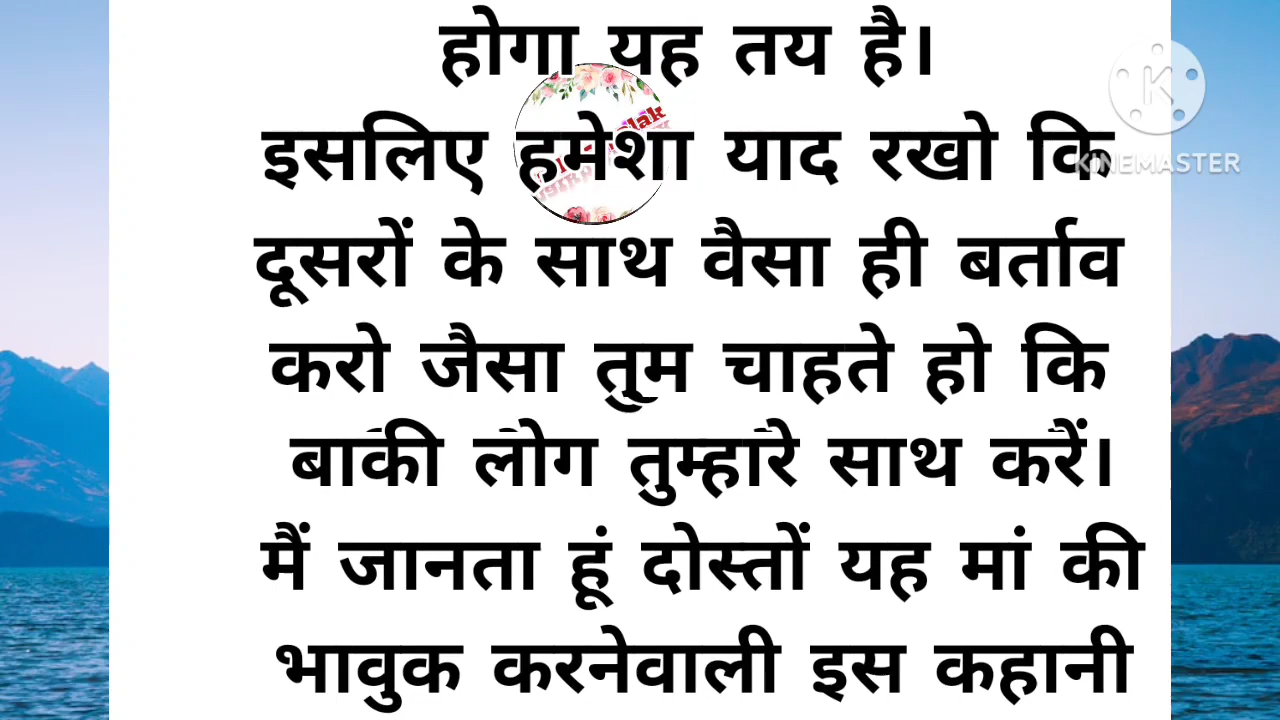 होगा यह तय है।
इसलिए हमेशा याद रखो कि
दूसरों के साथ वैसा ही बर्ताव
करो जैसा तुम चाहते हो कि
बाकी लोग तुम्हारे साथ करें।
मैं जानता हूं दोस्तों यह मां की
भावुक करनेवाली इस कहानी
K
KINEMASTER